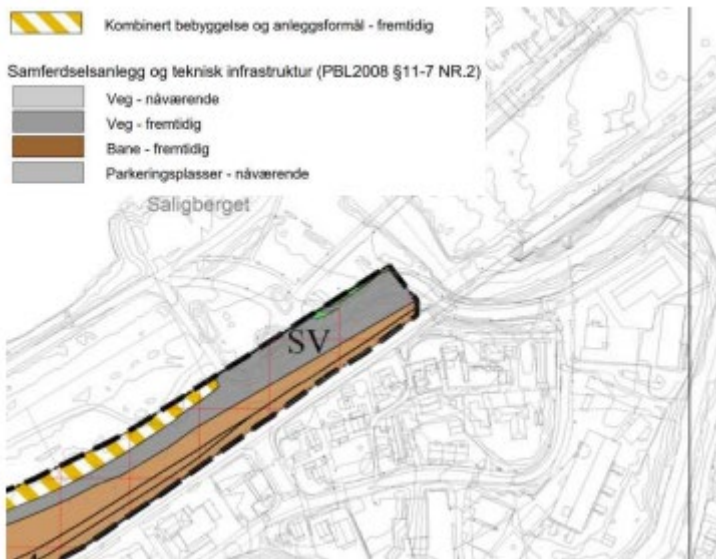 Kombinert bebyggelse og anleggsformål - fremtidig
Samferdselsanlegg og teknisk infrastruktur (PBL2008 §11-7 NR.2)
Veg - nåværende
Veg - fremtidig
Bane - fremtidig
Parkeringsplasser - nåværende
Saligberget
SV